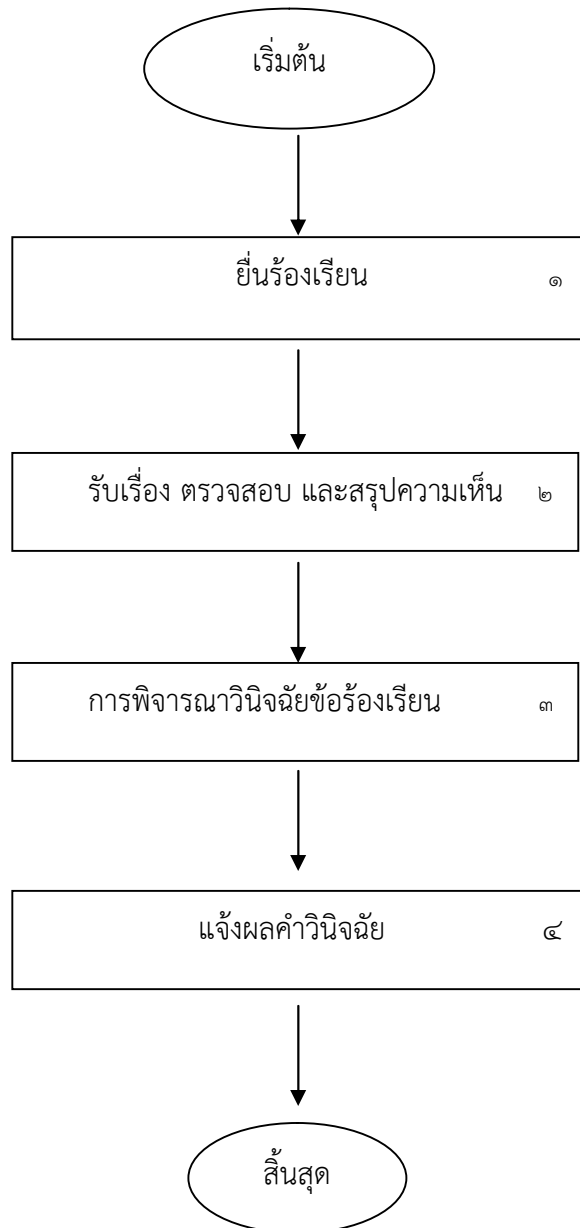 เริ่มต้น
ยื่นร้องเรียน ๑
รับเรื่อง ตรวจสอบ และสรุปความเห็น ๒
การพิจารณาวินิจฉัยข้อร้องเรียน ๓
แจ้งผลคำวินิจฉัย ๔
สิ้นสุด